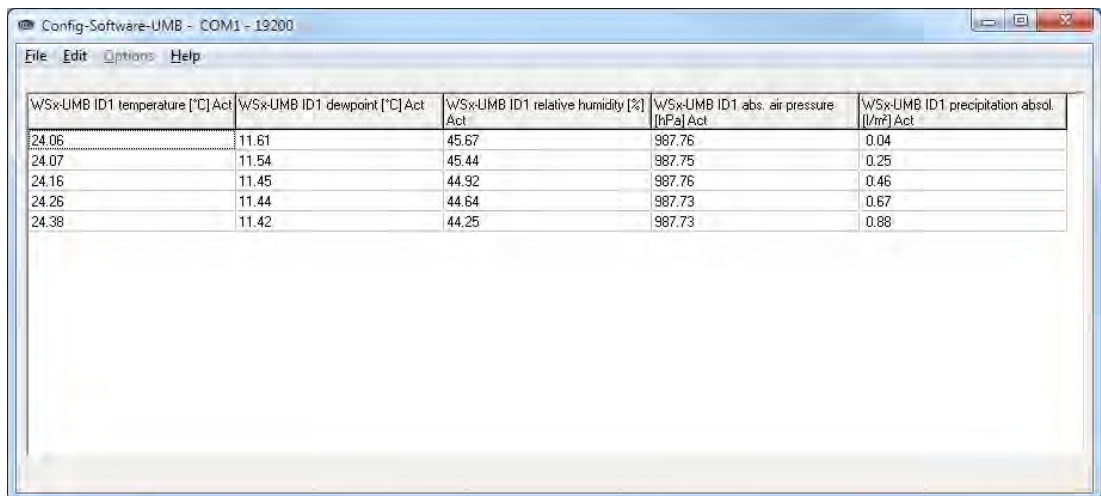 Config-Software-UMB - COM1 - 19200
File Edit Options Help
WSx-UMB ID1 temperature [°C] Act WSx-UMB ID1 dewpoint [°C] Act WSx-UMB ID1 relative humidity [%] WSx-UMB ID1 abs. air pressure WSx-UMB ID1 precipitation absol.
Act [hPa] Act [l/m²] Act
24.06 11.61 45.67 987.76 0.04
24.07 11.54 45.44 987.75 0.25
24.16 11.45 44.92 987.76 0.46
24.26 11.44 44.64 987.73 0.67
24.38 11.42 44.25 987.73 0.88